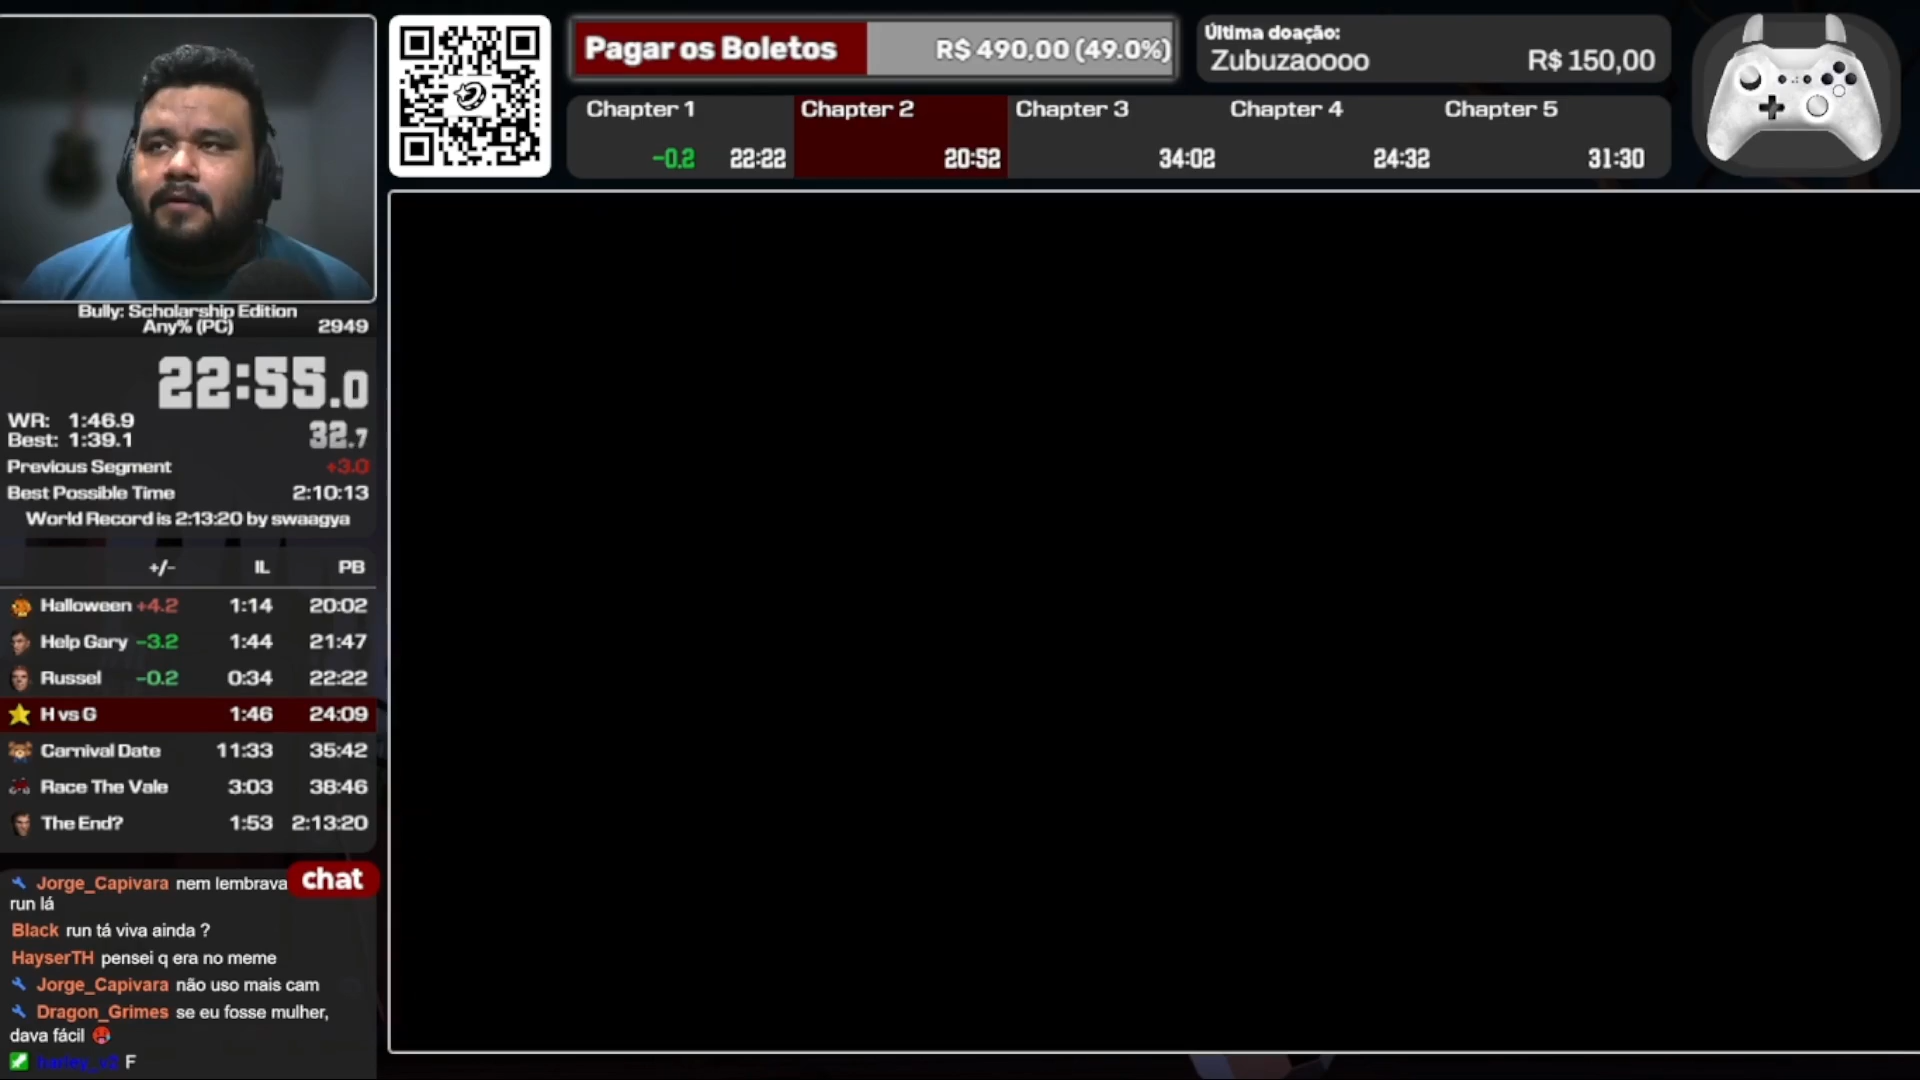 Pagar os Boletos
R$ 490,00 (49.0%)
Última doação:
Zubuzaoooo
R$ 150,00
Chapter 1
-0.2 22:22
Chapter 2
20:52
Chapter 3
34:02
Chapter 4
24:32
Chapter 5
31:30
Bully: Scholarship Edition
Any% (PC) 2949
22:55.0
WR: 1:46.9
Best: 1:39.1
32.7
Previous Segment +3.0
Best Possible Time 2:10:13
World Record is 2:13:20 by swaagya
+/- IL PB
Halloween +4.2 1:14 20:02
Help Gary -3.2 1:44 21:47
Russel -0.2 0:34 22:22
H vs G 1:46 24:09
Carnival Date 11:33 35:42
Race The Vale 3:03 38:46
The End? 1:53 2:13:20
chat
Jorge_Capivara nem lembrava
run lá
Black run tá viva ainda ?
HayserTH pensei q era no meme
Jorge_Capivara não uso mais cam
Dragon_Grimes se eu fosse mulher,
dava fácil
F